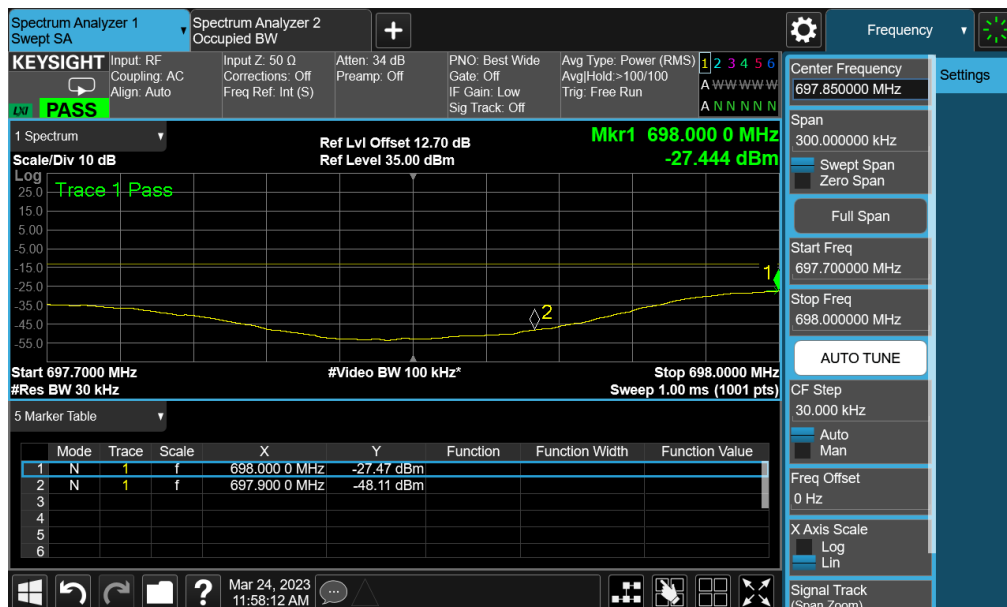 Spectrum Analyzer 1
Swept SA
Spectrum Analyzer 2
Occupied BW
+
Frequency
KEYSIGHT
LXI
PASS
Input: RF
Coupling: AC
Align: Auto
Input Z: 50 Ω
Corrections: Off
Freq Ref: Int (S)
Atten: 34 dB
Preamp: Off
PNO: Best Wide
Gate: Off
IF Gain: Low
Sig Track: Off
Avg Type: Power (RMS)
Avg|Hold:>100/100
Trig: Free Run
1 2 3 4 5 6
A W W W W W
A N N N N N
1 Spectrum
Scale/Div 10 dB
Ref Lvl Offset 12.70 dB
Ref Level 35.00 dBm
Mkr1 698.000 0 MHz
-27.444 dBm
Log
Trace 1 Pass
25.0
15.0
5.00
-5.00
-15.0
-25.0
-35.0
-45.0
-55.0
1
2
Start 697.7000 MHz
#Video BW 100 kHz*
Stop 698.0000 MHz
#Res BW 30 kHz
Sweep 1.00 ms (1001 pts)
5 Marker Table
Mode Trace Scale X Y Function Function Width Function Value
1 N 1 f 698.000 0 MHz -27.47 dBm
2 N 1 f 697.900 0 MHz -48.11 dBm
3
4
5
6
?
Mar 24, 2023
11:58:12 AM
Center Frequency
697.850000 MHz
Span
300.000000 kHz
Swept Span
Zero Span
Full Span
Start Freq
697.700000 MHz
Stop Freq
698.000000 MHz
AUTO TUNE
CF Step
30.000 kHz
Auto
Man
Freq Offset
0 Hz
X Axis Scale
Log
Lin
Signal Track
(Span Zoom)
Settings